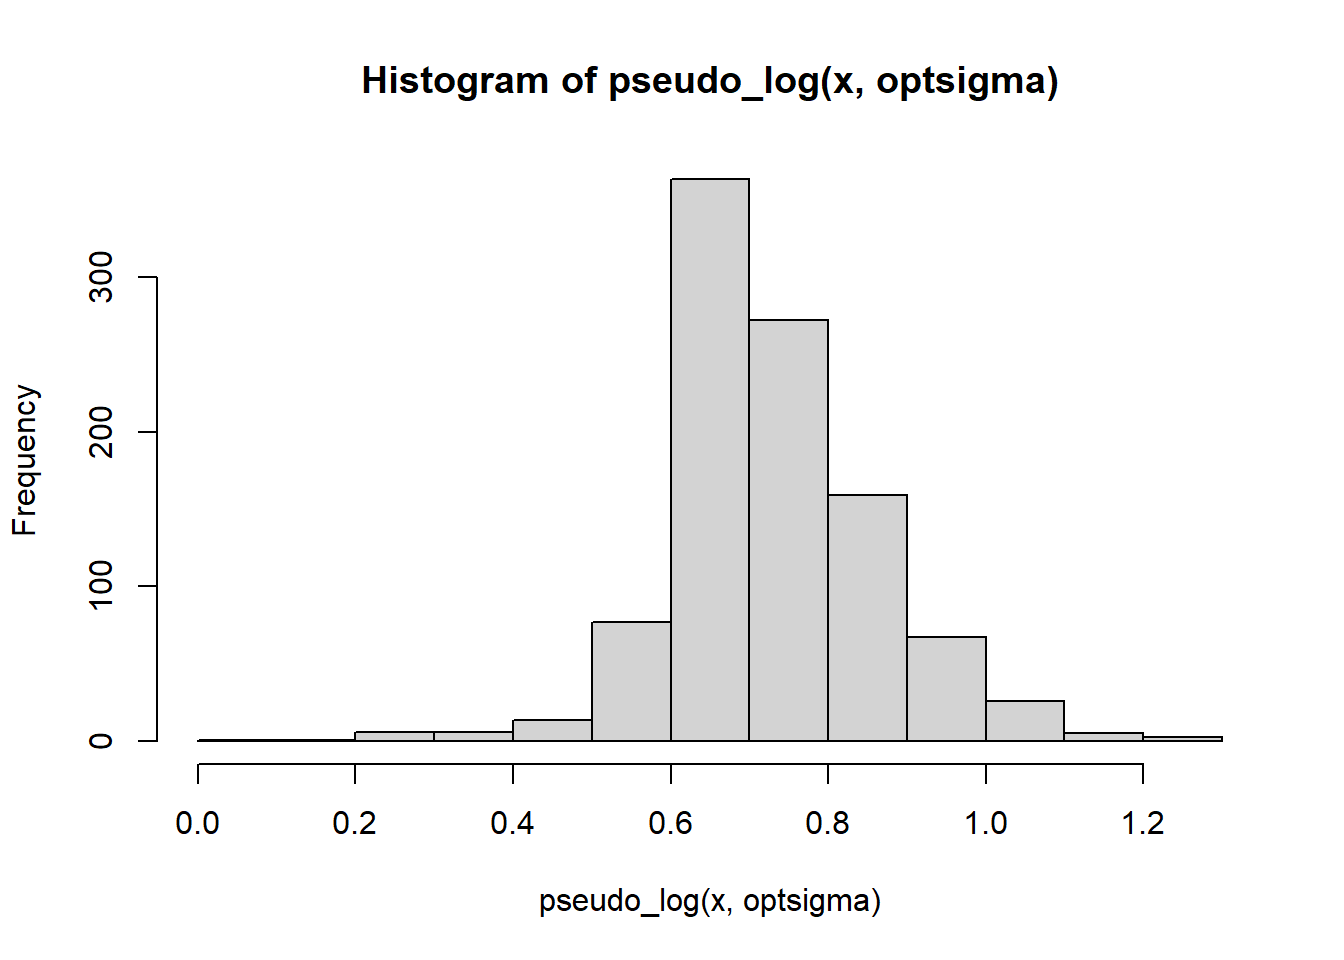 Histogram of pseudo_log(x, optsigma)
Frequency
300
200
100
0
0.0 0.2 0.4 0.6 0.8 1.0 1.2
pseudo_log(x, optsigma)